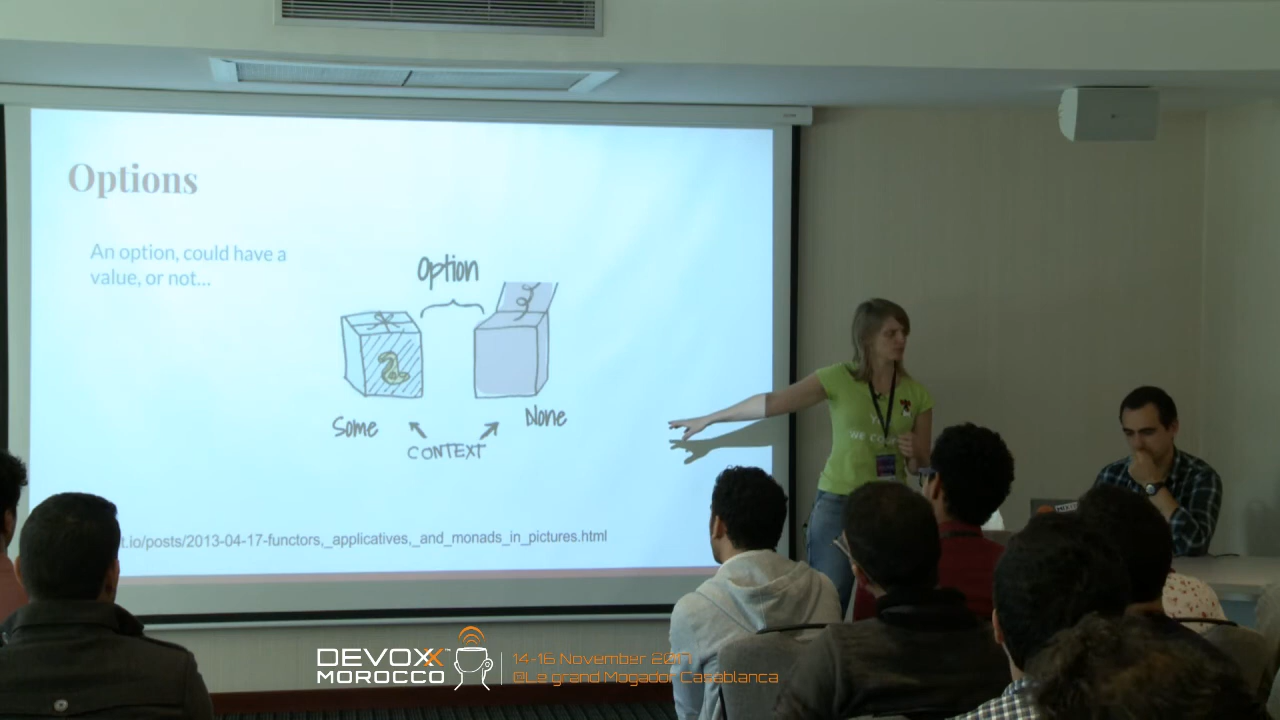 Options
An option, could have a
value, or not...
Option
Some
None
CONTEXT
t.io/posts/2013-04-17-functors,_applicatives,_and_monads_in_pictures.html
DEVOXX™
MOROCCO
14-16 November 2017
@Le grand Mogador Casablanca